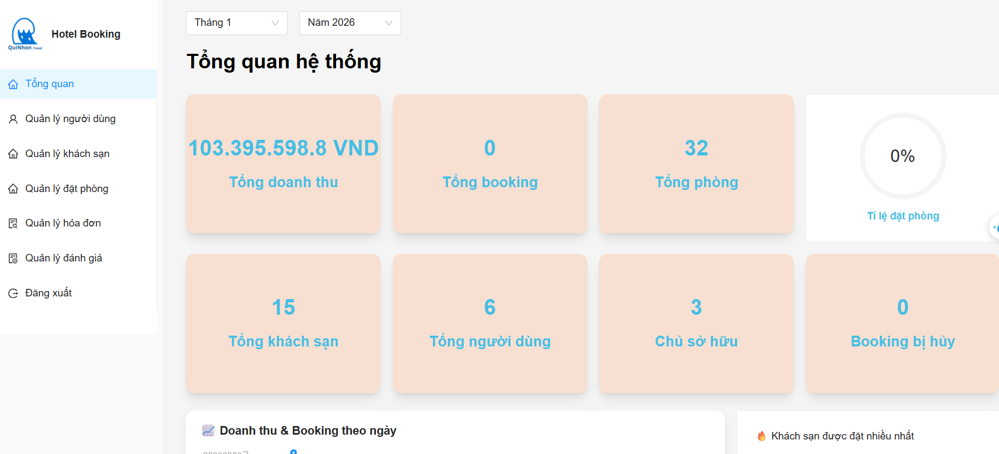 QuiNhon Travel
Hotel Booking
Tổng quan
Quản lý người dùng
Quản lý khách sạn
Quản lý đặt phòng
Quản lý hóa đơn
Quản lý đánh giá
Đăng xuất
Tháng 1
Năm 2026
Tổng quan hệ thống
103.395.598.8 VND
Tổng doanh thu
0
Tổng booking
32
Tổng phòng
0%
Tỉ lệ đặt phòng
15
Tổng khách sạn
6
Tổng người dùng
3
Chủ sở hữu
0
Booking bị hủy
Doanh thu & Booking theo ngày
Khách sạn được đặt nhiều nhất